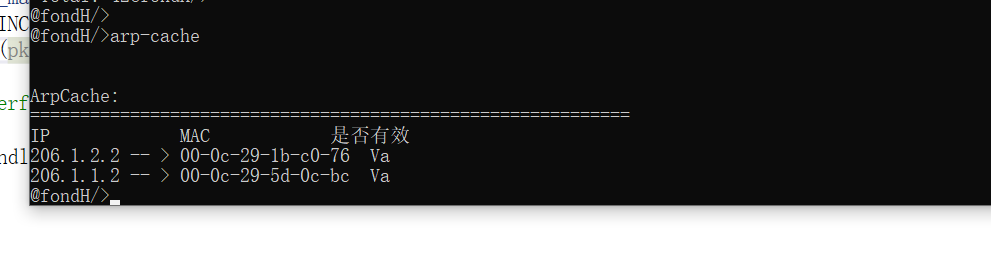 @fondH/>
@fondH/>arp-cache
ArpCache:
============================================================
IP MAC 是否有效
206.1.2.2 -- > 00-0c-29-1b-c0-76 Va
206.1.1.2 -- > 00-0c-29-5d-0c-bc Va
@fondH/>
INC
(pk
erf
ndl